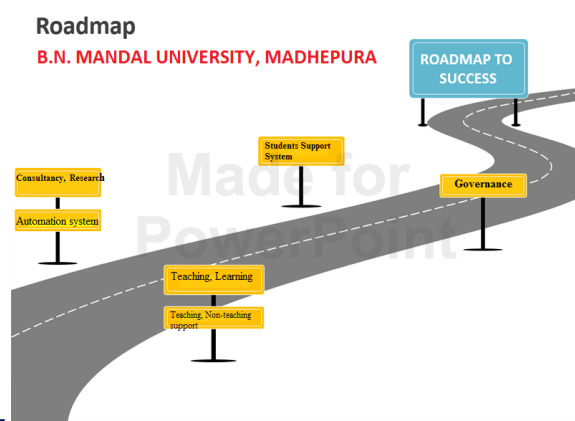 Roadmap
B.N. MANDAL UNIVERSITY, MADHEPURA
ROADMAP TO
SUCCESS
Students Support
System
Consultancy, Research
Automation system
Governance
Teaching, Learning
Teaching, Non-teaching
support
Made for
PowerPoint